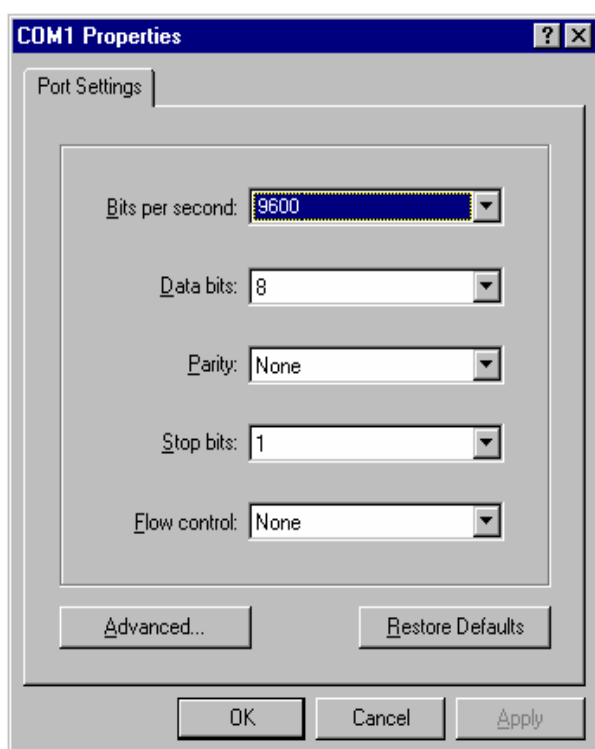 COM1 Properties
Port Settings
Bits per second: 9600
Data bits: 8
Parity: None
Stop bits: 1
Flow control: None
Advanced... Restore Defaults
OK Cancel Apply